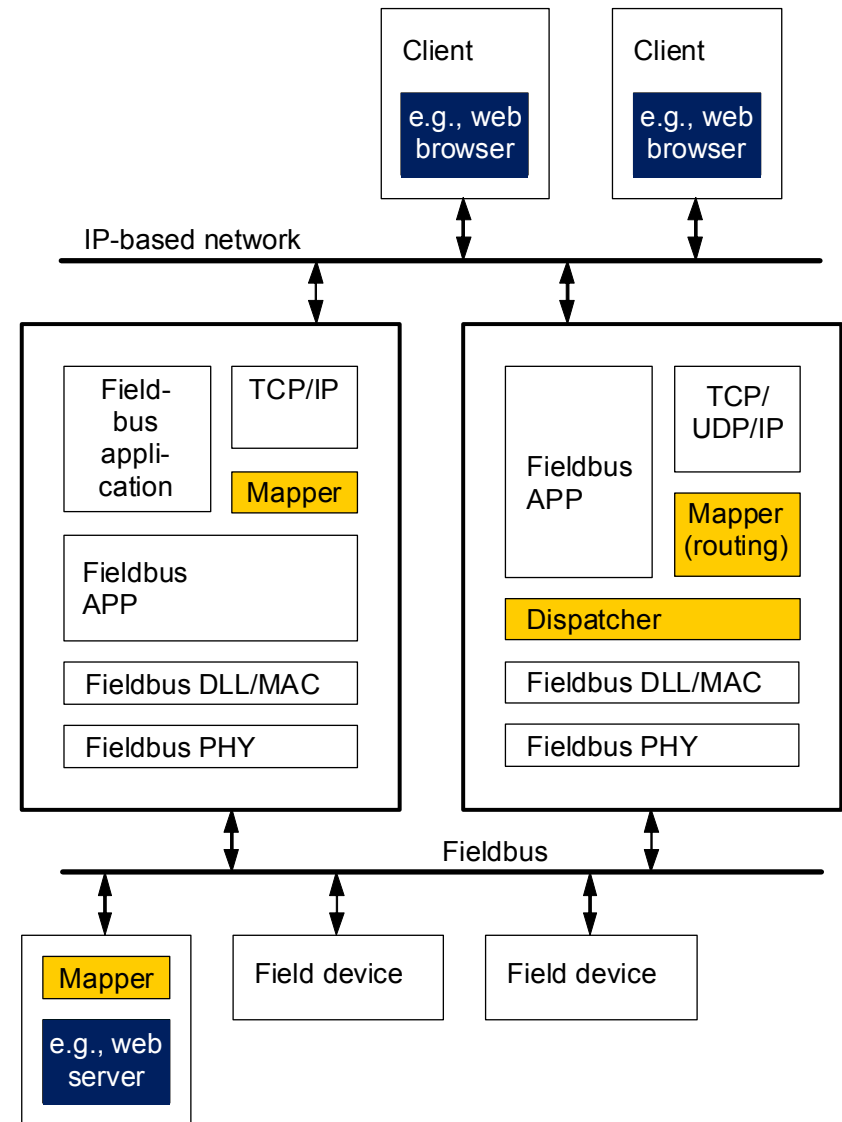 Client
e.g., web
browser
Client
e.g., web
browser
IP-based network
Field-
bus
appli-
cation
TCP/IP
Mapper
Fieldbus
APP
Fieldbus DLL/MAC
Fieldbus PHY
Fieldbus
APP
TCP/
UDP/IP
Mapper
(routing)
Dispatcher
Fieldbus DLL/MAC
Fieldbus PHY
Fieldbus
Mapper
e.g., web
server
Field device
Field device